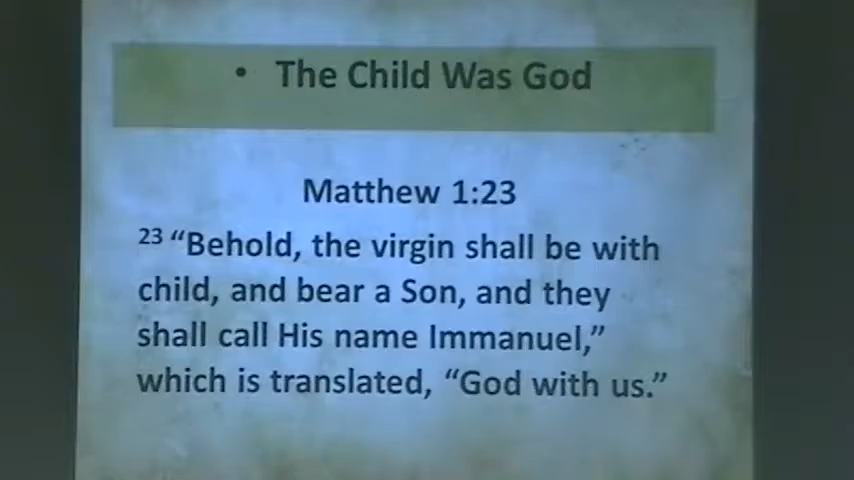 • The Child Was God
Matthew 1:23
23 “Behold, the virgin shall be with
child, and bear a Son, and they
shall call His name Immanuel,”
which is translated, “God with us.”